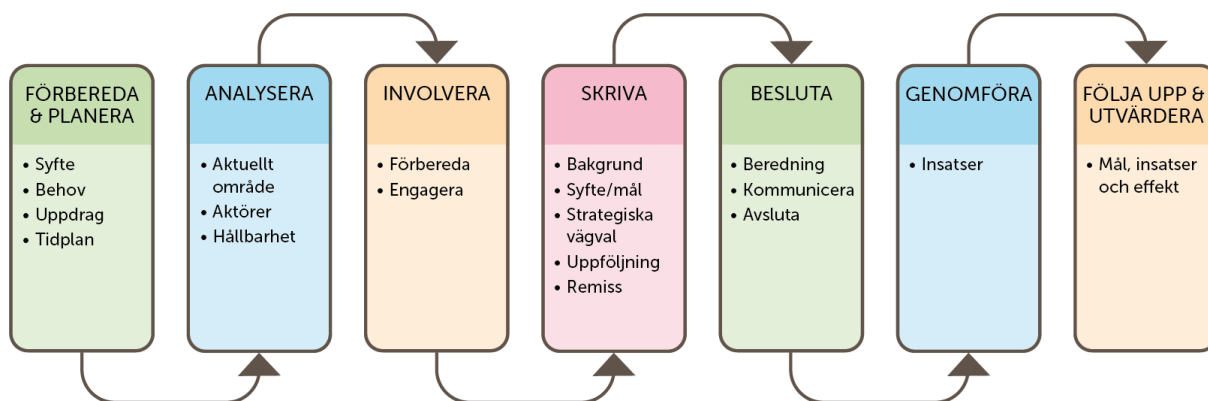 FÖRBEREDA
& PLANERA
• Syfte
• Behov
• Uppdrag
• Tidplan
ANALYSERA
• Aktuellt
område
• Aktörer
• Hållbarhet
INVOLVERA
• Förbereda
• Engagera
SKRIVA
• Bakgrund
• Syfte/mål
• Strategiska
vägval
• Uppföljning
• Remiss
BESLUTA
• Beredning
• Kommunicera
• Avsluta
GENOMFÖRA
• Insatser
FÖLJA UPP &
UTVÄRDERA
• Mål, insatser
och effekt